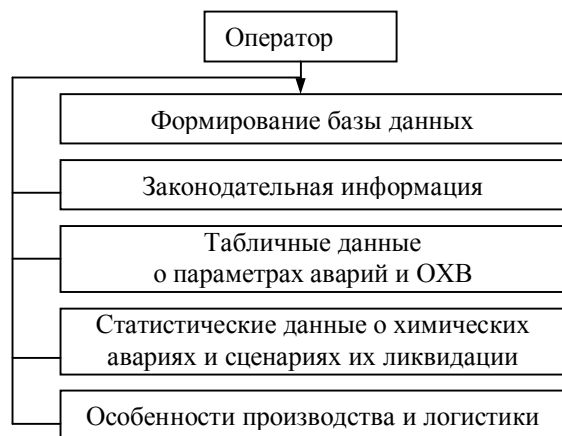 Оператор
Формирование базы данных
Законодательная информация
Табличные данные
о параметрах аварий и ОХВ
Статистические данные о химических
авариях и сценариях их ликвидации
Особенности производства и логистики